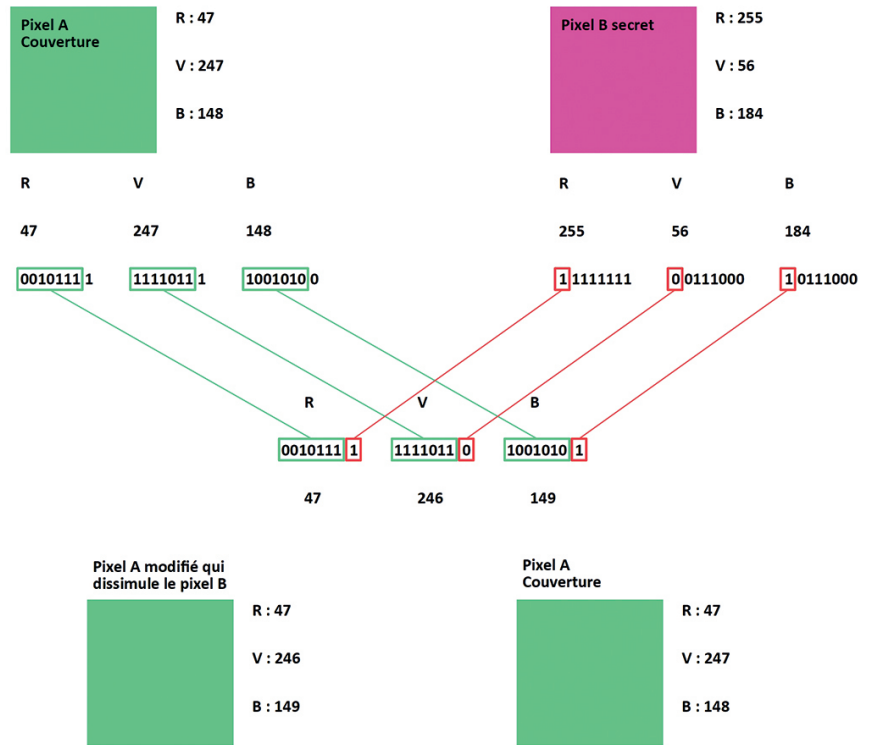 Pixel A
Couverture
R : 47
V : 247
B : 148
Pixel B secret
R : 255
V : 56
B : 184
R V B
47 247 148
00101111 11110111 10010100
R V B
255 56 184
11111111 00111000 10111000
R V B
00101111 11110110 10010101
47 246 149
Pixel A modifié qui
dissimule le pixel B
R : 47
V : 246
B : 149
Pixel A
Couverture
R : 47
V : 247
B : 148